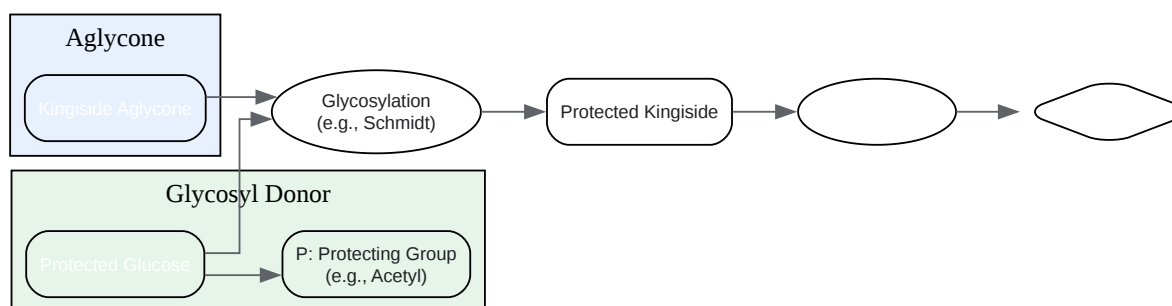 Aglycone
Kingiside Aglycone
Glycosylation
(e.g., Schmidt)
Protected Kingiside
Glycosyl Donor
Protected Glucose
P: Protecting Group
(e.g., Acetyl)